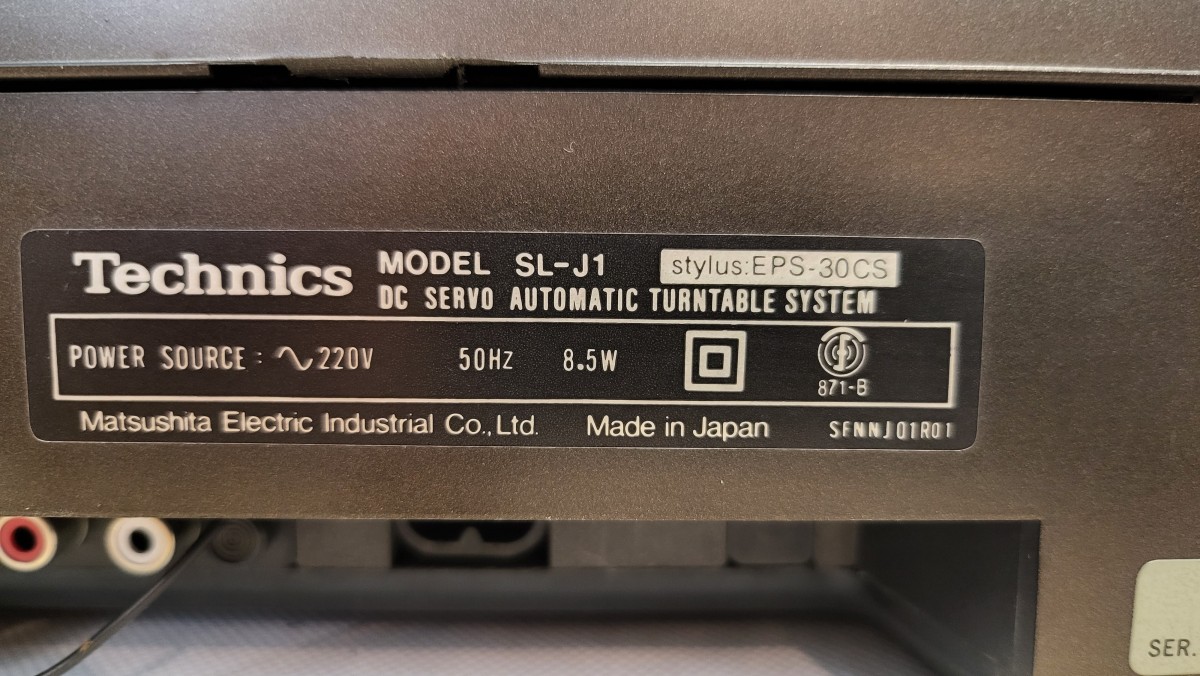 Technics MODEL SL-J1 stylus:EPS-30CS
DC SERVO AUTOMATIC TURNTABLE SYSTEM
POWER SOURCE : ∿220V 50Hz 8.5W
871-B
Matsushita Electric Industrial Co., Ltd. Made in Japan SFNNJ01R01
SER.